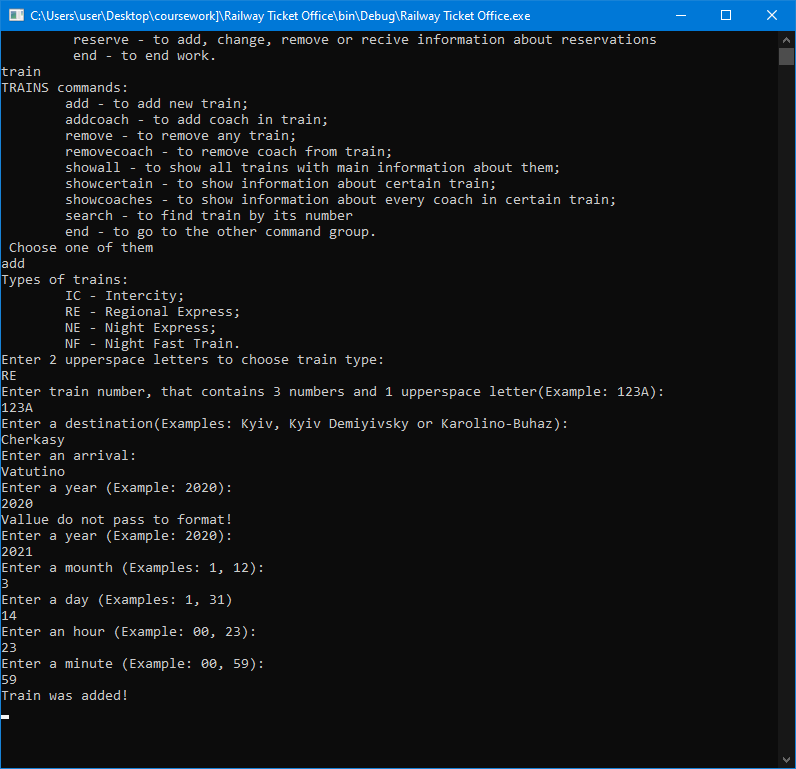 C:\Users\user\Desktop\coursework]\Railway Ticket Office\bin\Debug\Railway Ticket Office.exe
reserve - to add, change, remove or recive information about reservations
end - to end work.
train
TRAINS commands:
add - to add new train;
addcoach - to add coach in train;
remove - to remove any train;
removecoach - to remove coach from train;
showall - to show all trains with main information about them;
showcertain - to show information about certain train;
showcoaches - to show information about every coach in certain train;
search - to find train by its number
end - to go to the other command group.
Choose one of them
add
Types of trains:
IC - Intercity;
RE - Regional Express;
NE - Night Express;
NF - Night Fast Train.
Enter 2 upperspace letters to choose train type:
RE
Enter train number, that contains 3 numbers and 1 upperspace letter(Example: 123A):
123A
Enter a destination(Examples: Kyiv, Kyiv Demiyivsky or Karolino-Buhaz):
Cherkasy
Enter an arrival:
Vatutino
Enter a year (Example: 2020):
2020
Vallue do not pass to format!
Enter a year (Example: 2020):
2021
Enter a mounth (Examples: 1, 12):
3
Enter a day (Examples: 1, 31)
14
Enter an hour (Example: 00, 23):
23
Enter a minute (Example: 00, 59):
59
Train was added!